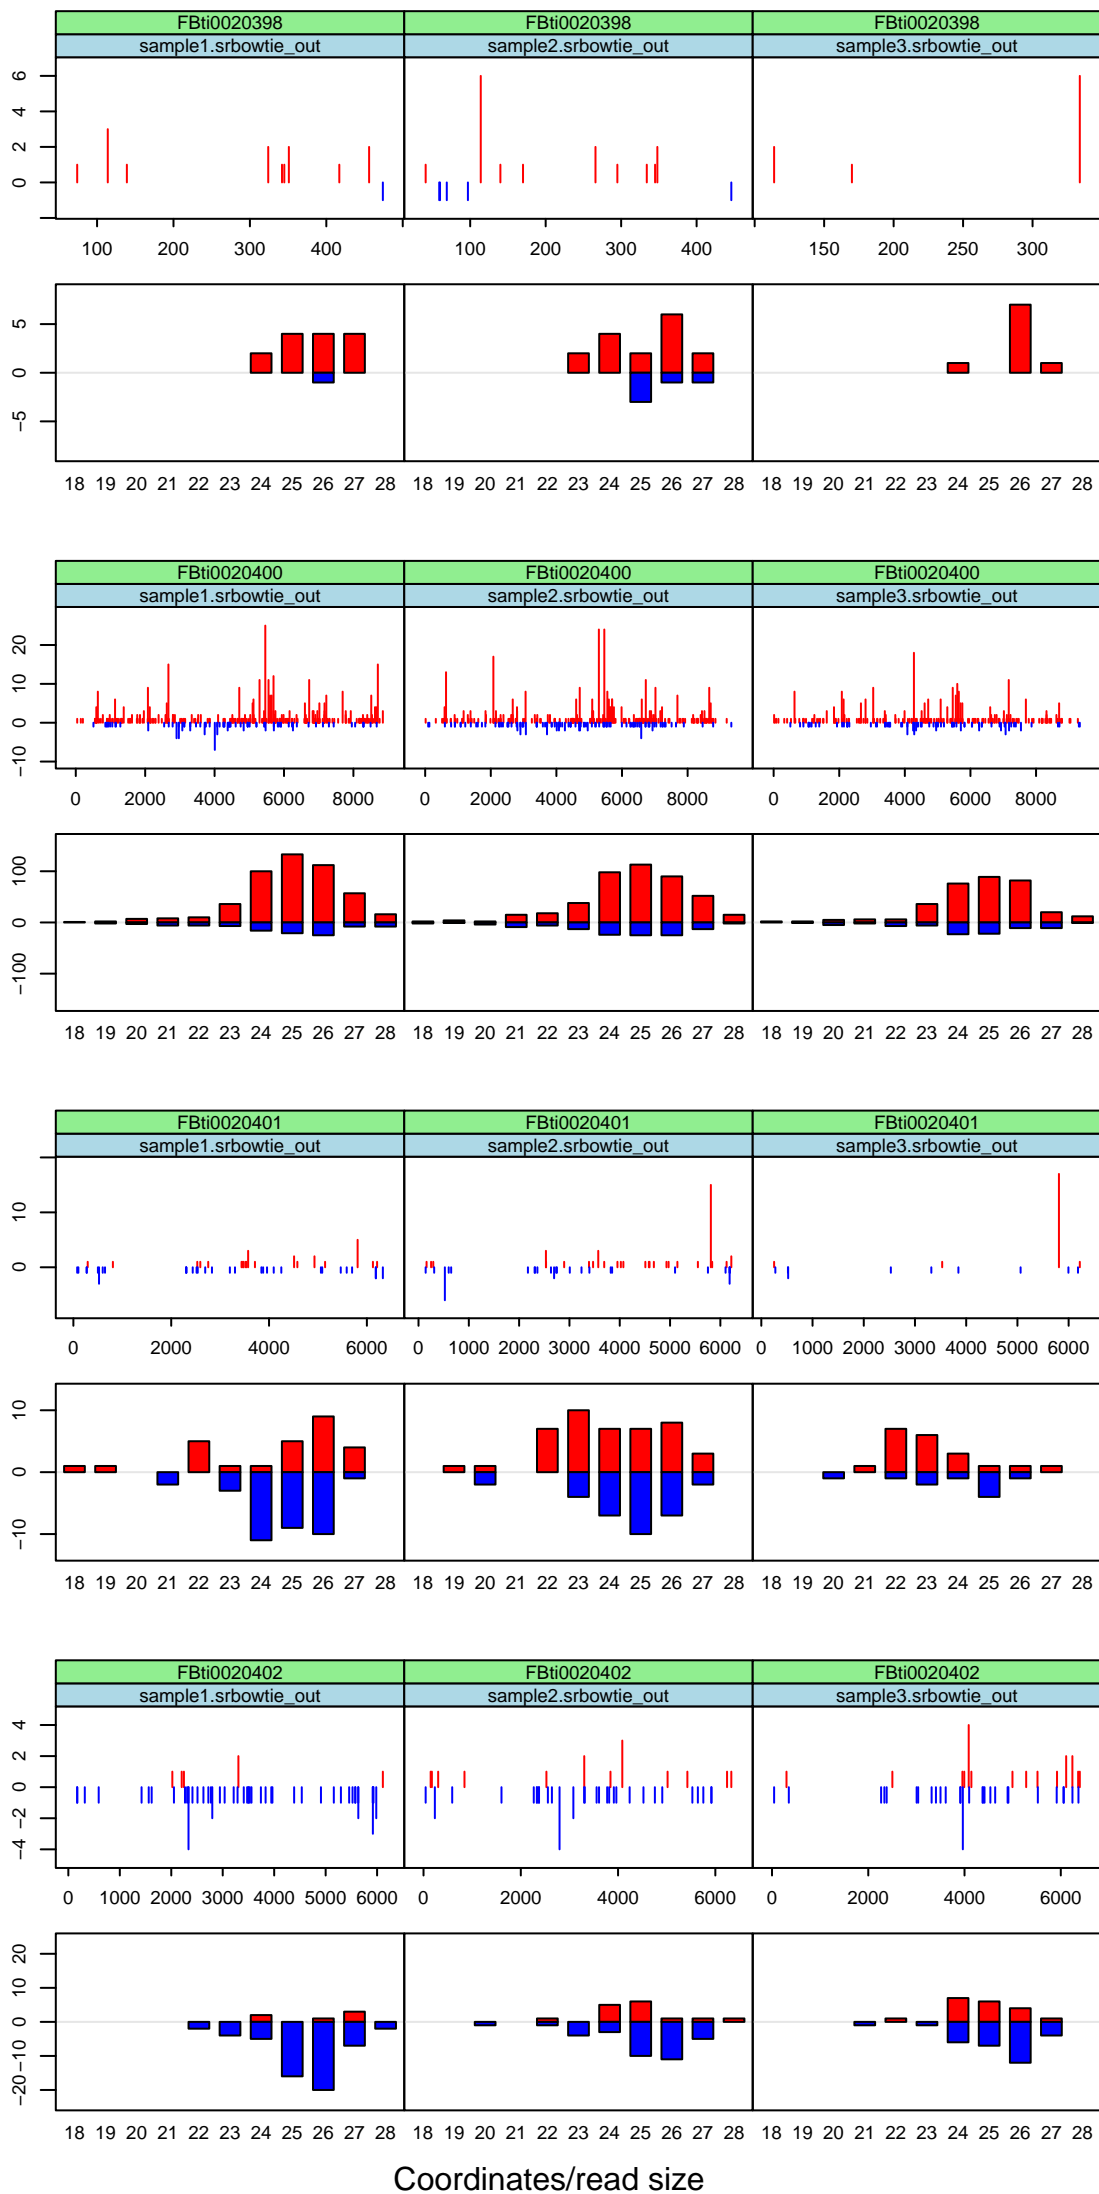 FBti0020398 FBti0020398 FBti0020398
sample1.srbowtie_out sample2.srbowtie_out sample3.srbowtie_out
6
4
2
0
100 200 300 400 100 200 300 400 150 200 250 300
5
0
−5
18 19 20 21 22 23 24 25 26 27 28 18 19 20 21 22 23 24 25 26 27 28 18 19 20 21 22 23 24 25 26 27 28
FBti0020400 FBti0020400 FBti0020400
sample1.srbowtie_out sample2.srbowtie_out sample3.srbowtie_out
20
10
0
−10
0 2000 4000 6000 8000 0 2000 4000 6000 8000 0 2000 4000 6000 8000
100
0
−100
18 19 20 21 22 23 24 25 26 27 28 18 19 20 21 22 23 24 25 26 27 28 18 19 20 21 22 23 24 25 26 27 28
FBti0020401 FBti0020401 FBti0020401
sample1.srbowtie_out sample2.srbowtie_out sample3.srbowtie_out
10
0
0 2000 4000 6000 0 1000 2000 3000 4000 5000 6000 0 1000 2000 3000 4000 5000 6000
10
0
−10
18 19 20 21 22 23 24 25 26 27 28 18 19 20 21 22 23 24 25 26 27 28 18 19 20 21 22 23 24 25 26 27 28
FBti0020402 FBti0020402 FBti0020402
sample1.srbowtie_out sample2.srbowtie_out sample3.srbowtie_out
4
2
0
−2
−4
0 1000 2000 3000 4000 5000 6000 0 2000 4000 6000 0 2000 4000 6000
20
10
0
−10
−20
18 19 20 21 22 23 24 25 26 27 28 18 19 20 21 22 23 24 25 26 27 28 18 19 20 21 22 23 24 25 26 27 28
Coordinates/read size